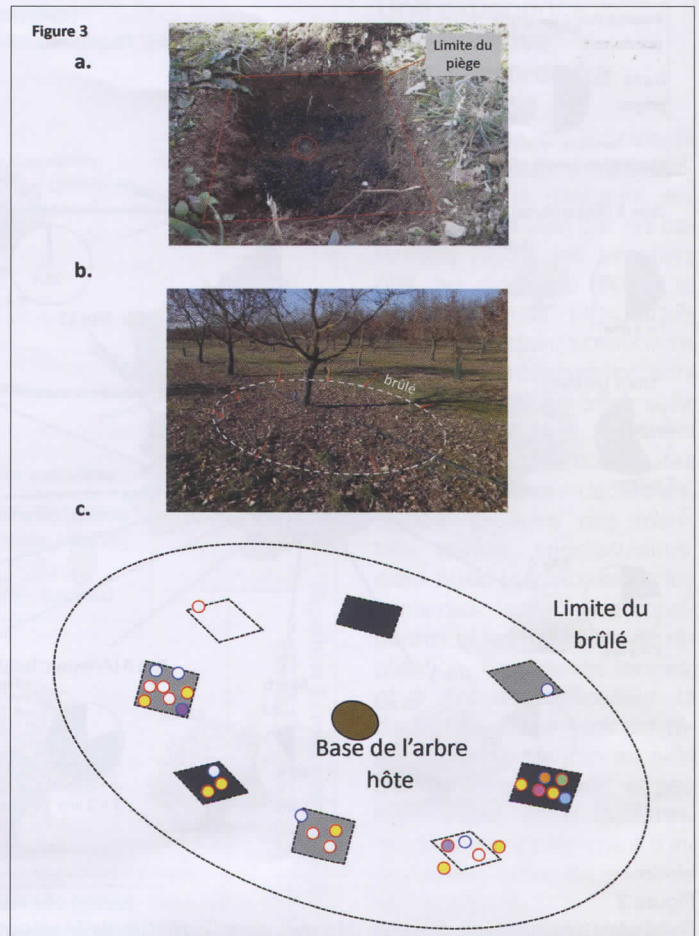 Figure 3
a.
Limite du
piège
b.
brûlé
c.
Limite du
brûlé
Base de l'arbre
hôte